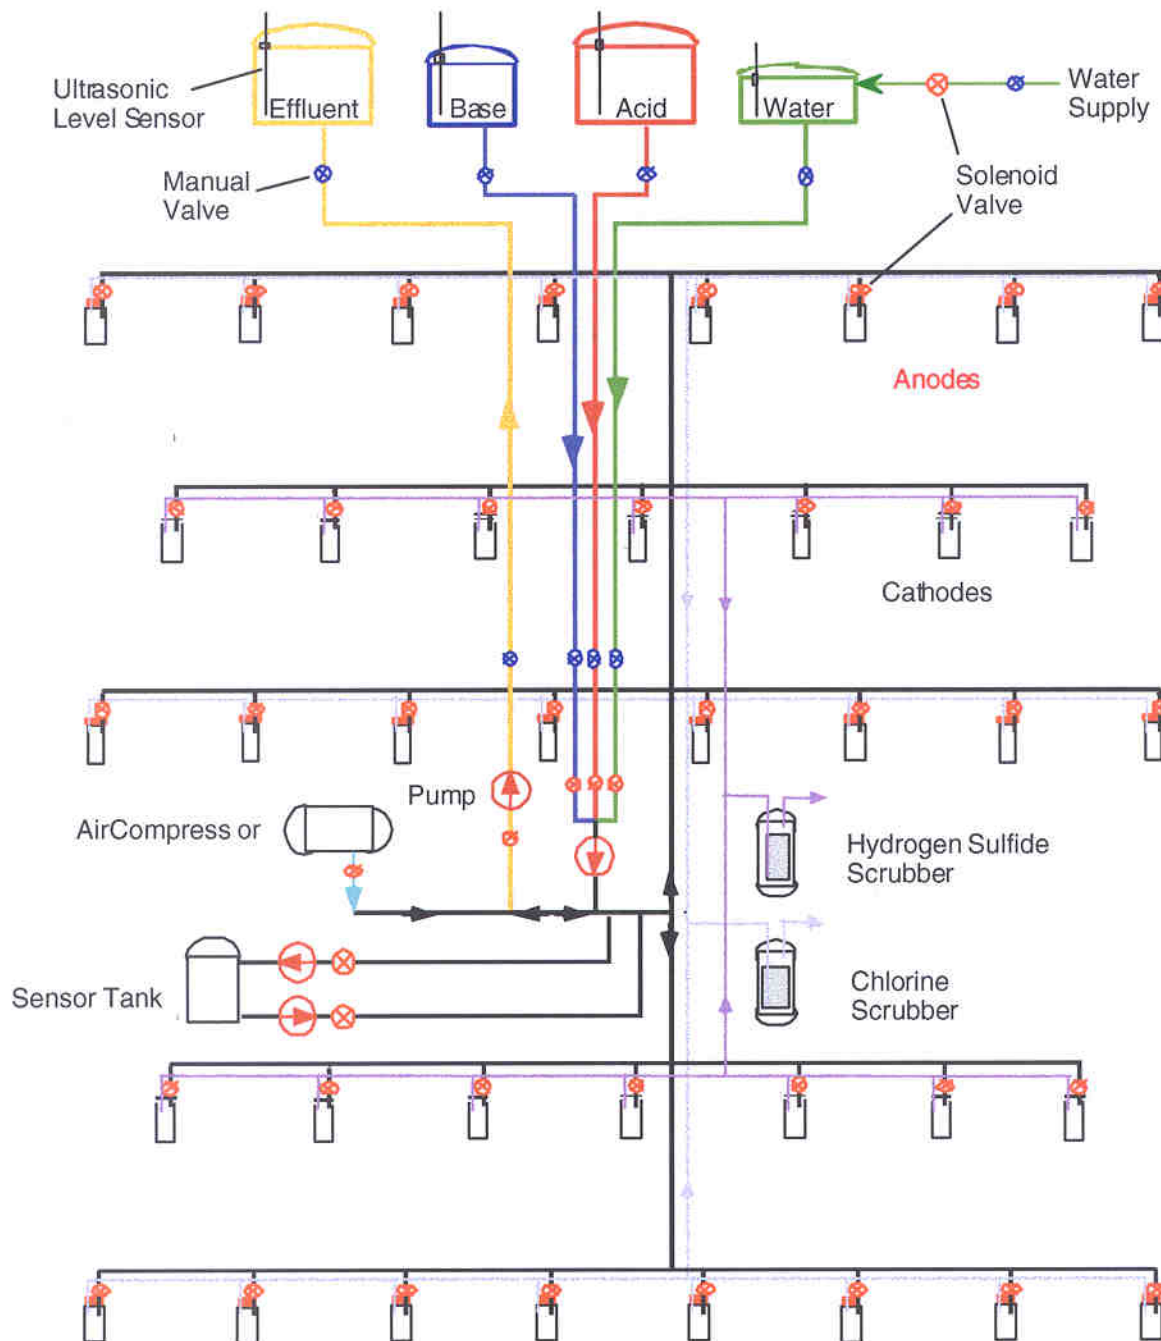 Ultrasonic
Level Sensor
Effluent
Base
Acid
Water
Water
Supply
Manual
Valve
Solenoid
Valve
Anodes
Cathodes
Pump
AirCompress or
Hydrogen Sulfide
Scrubber
Sensor Tank
Chlorine
Scrubber